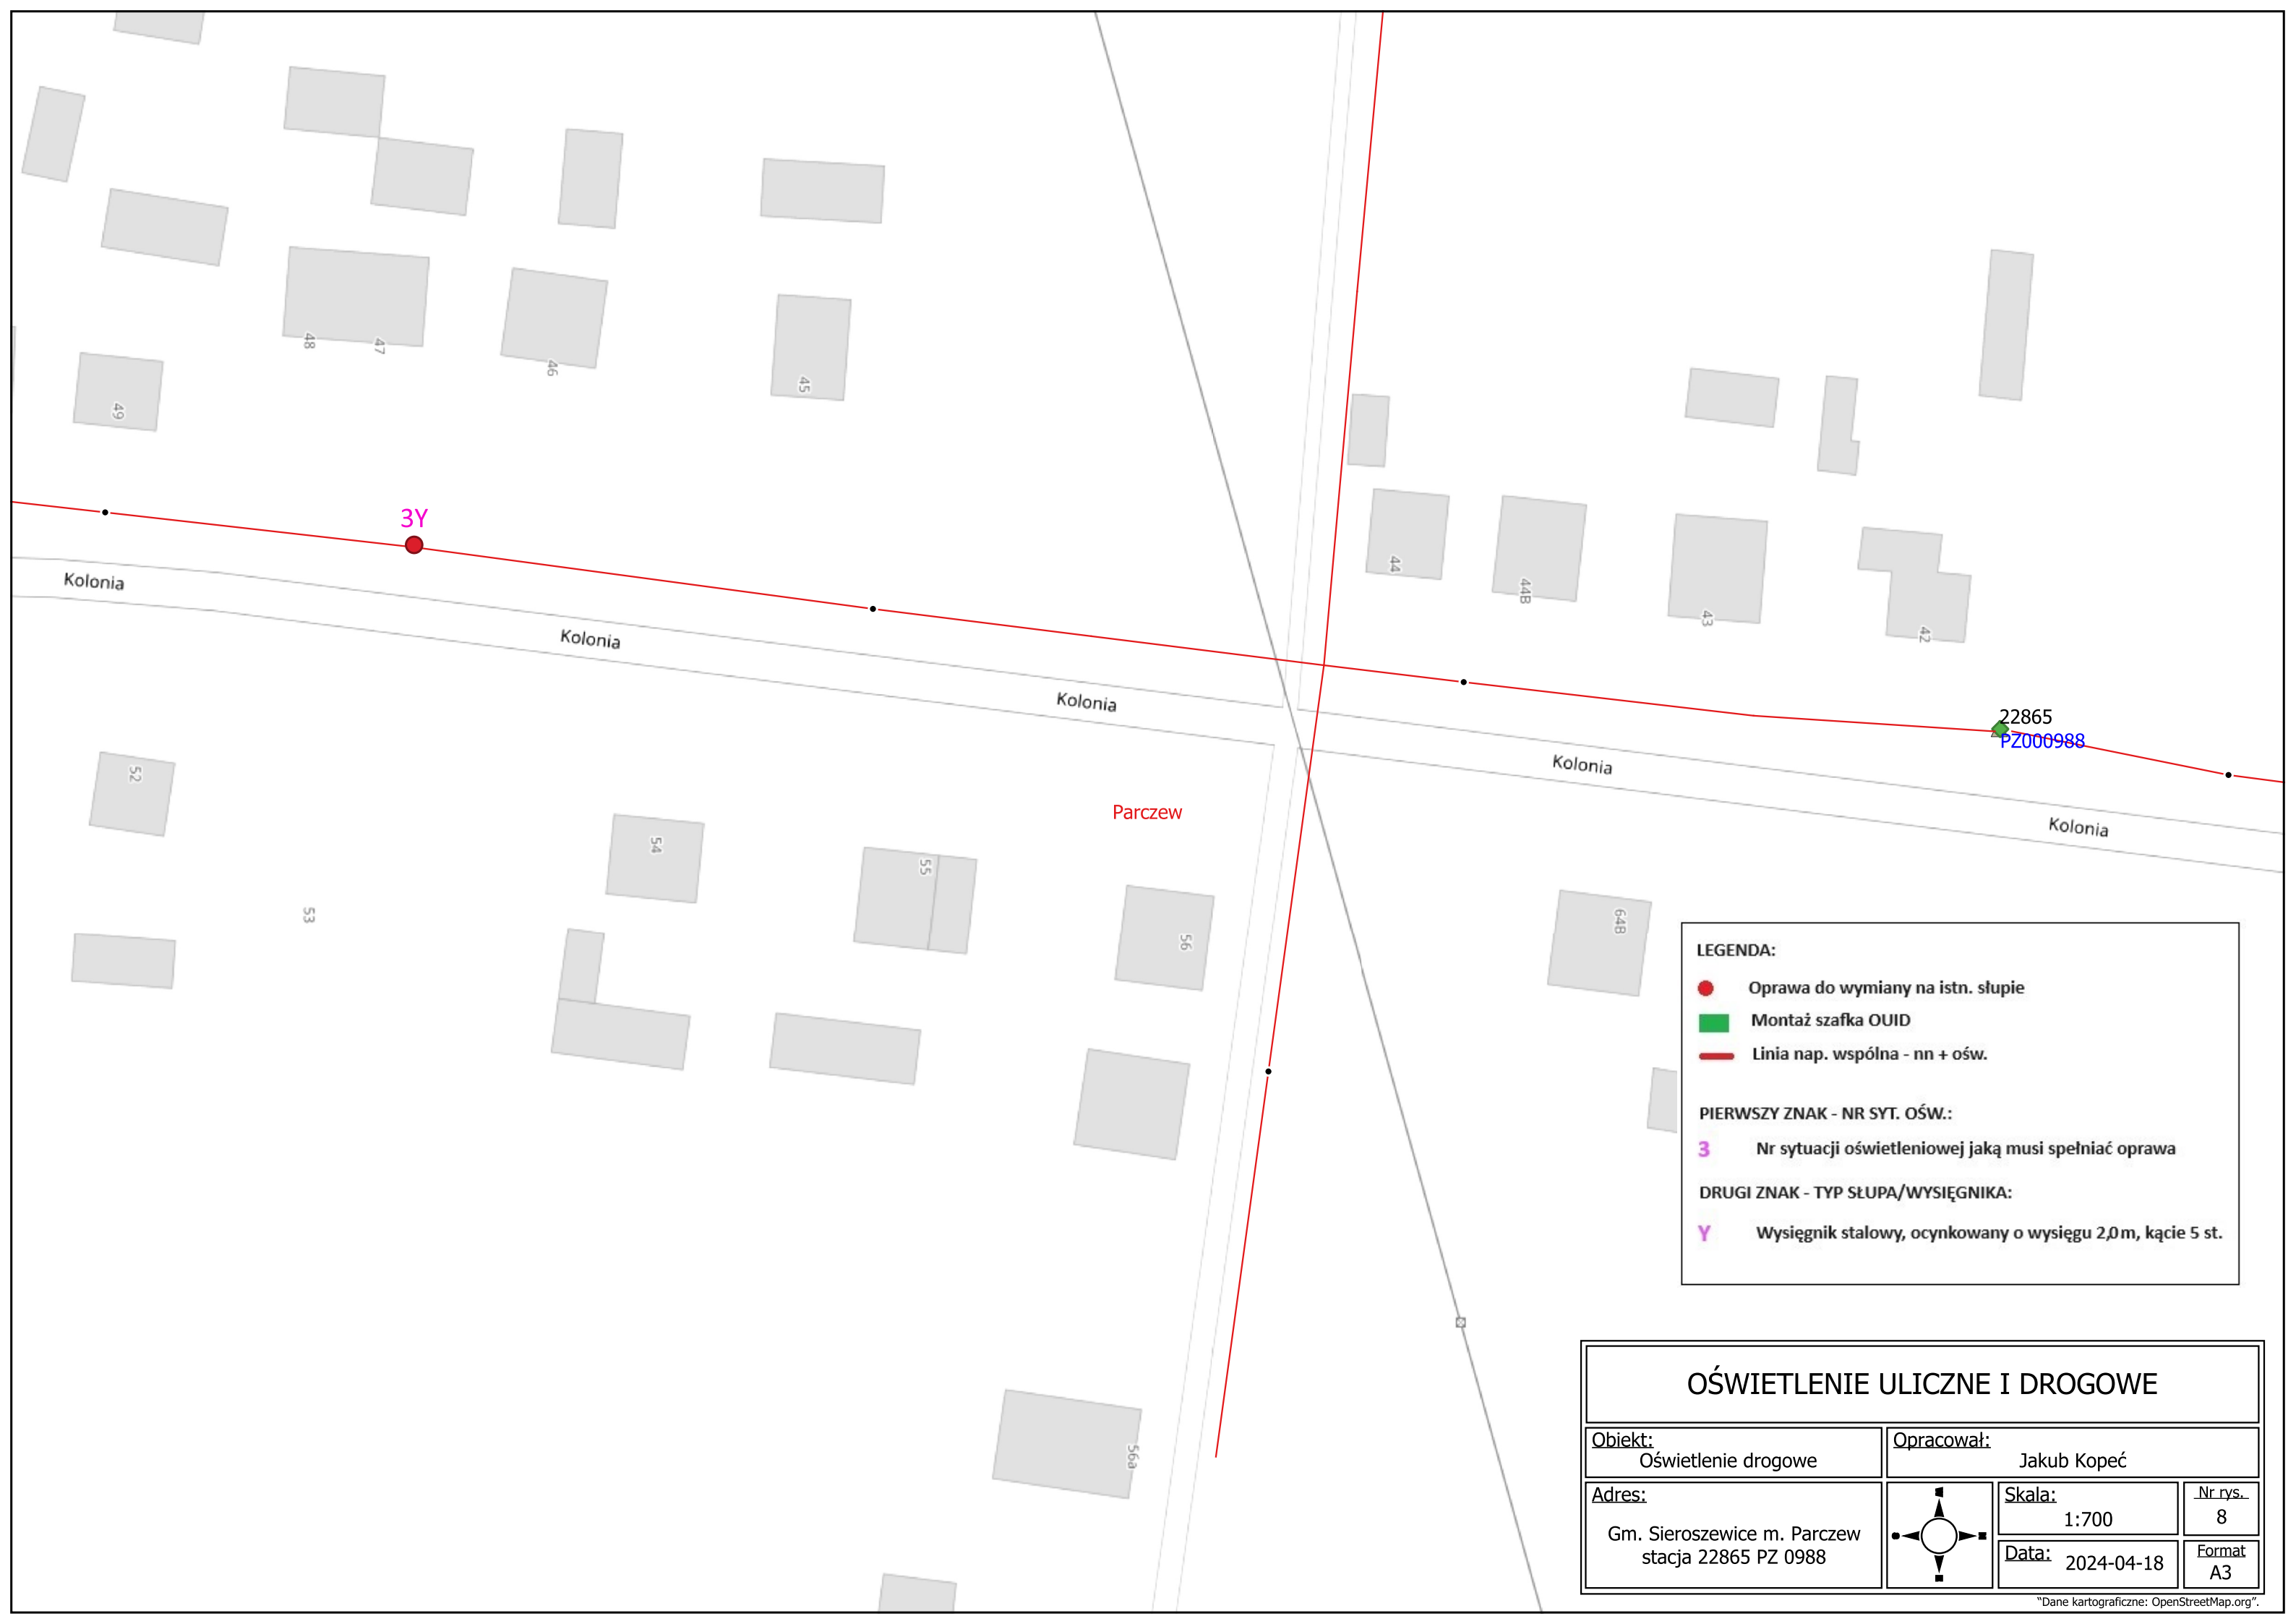 48
47
46
45
49
3Y
Kolonia
Kolonia
Kolonia
44
44B
43
42
22865
PZ000988
Kolonia
Kolonia
Parczew
52
53
54
55
56
64B
56a
LEGENDA:
Oprawa do wymiany na istn. słupie
Montaż szafka OUID
Linia nap. wspólna - nn + ośw.
PIERWSZY ZNAK - NR SYT. OŚW.:
3 Nr sytuacji oświetleniowej jaką musi spełniać oprawa
DRUGI ZNAK - TYP SŁUPA/WYSIĘGNIKA:
Y Wysięgnik stalowy, ocynkowany o wysięgu 2,0m, kącie 5 st.
OŚWIETLENIE ULICZNE I DROGOWE
Obiekt:
Oświetlenie drogowe
Opracował:
Jakub Kopeć
Adres:
Gm. Sieroszewice m. Parczew
stacja 22865 PZ 0988
Skala:
1:700
Nr rys.
8
Data: 2024-04-18
Format
A3
"Dane kartograficzne: OpenStreetMap.org".